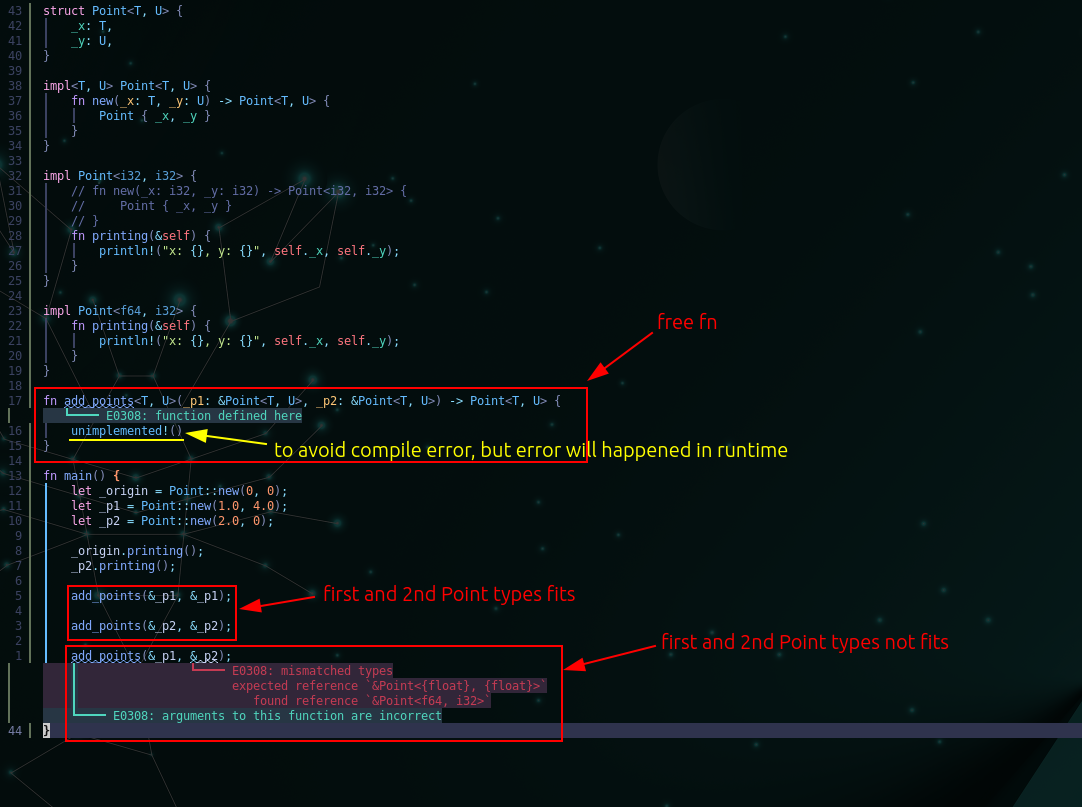 43 struct Point<T, U> {
42 _x: T,
41 _y: U,
40 }
39
38 impl<T, U> Point<T, U> {
37 fn new(_x: T, _y: U) -> Point<T, U> {
36 Point { _x, _y }
35 }
34 }
33
32 impl Point<i32, i32> {
31 // fn new(_x: i32, _y: i32) -> Point<i32, i32> {
30 //     Point { _x, _y }
29 // }
28 fn printing(&self) {
27 println!("x: {}, y: {}", self._x, self._y);
26 }
25 }
24
23 impl Point<f64, i32> {
22 fn printing(&self) {
21 println!("x: {}, y: {}", self._x, self._y);
20 }
19 }
free fn
18
17 fn add_points<T, U>(_p1: &Point<T, U>, _p2: &Point<T, U>) -> Point<T, U> {
E0308: function defined here
16 unimplemented!()
to avoid compile error, but error will happened in runtime
15 }
14
13 fn main() {
12 let _origin = Point::new(0, 0);
11 let _p1 = Point::new(1.0, 4.0);
10 let _p2 = Point::new(2.0, 0);
9
8 _origin.printing();
7 _p2.printing();
6
5 add_points(&_p1, &_p1);
first and 2nd Point types fits
4
3 add_points(&_p2, &_p2);
2
first and 2nd Point types not fits
1 add_points(&_p1, &_p2);
E0308: mismatched types
expected reference `&Point<{float}, {float}>`
found reference `&Point<f64, i32>`
E0308: arguments to this function are incorrect
44 }